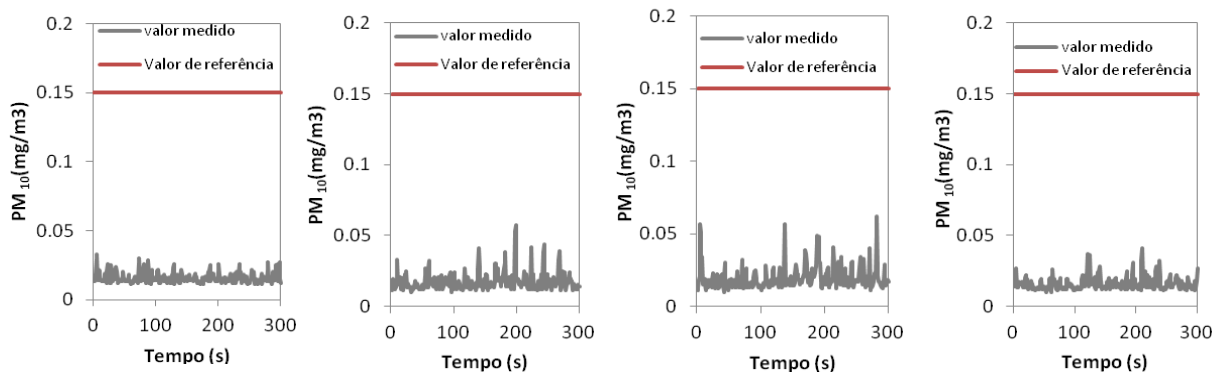 0.2
valor medido
Valor de referência
0.15
0.1
0.05
0
PM10(mg/m3)
0 100 200 300
Tempo (s)
0.2
valor medido
Valor de referência
0.15
0.1
0.05
0
PM10(mg/m3)
0 100 200 300
Tempo (s)
0.2
valor medido
Valor de referência
0.15
0.1
0.05
0
PM10(mg/m3)
0 100 200 300
Tempo (s)
0.2
valor medido
Valor de referência
0.15
0.1
0.05
0
PM10(mg/m3)
0 100 200 300
Tempo (s)